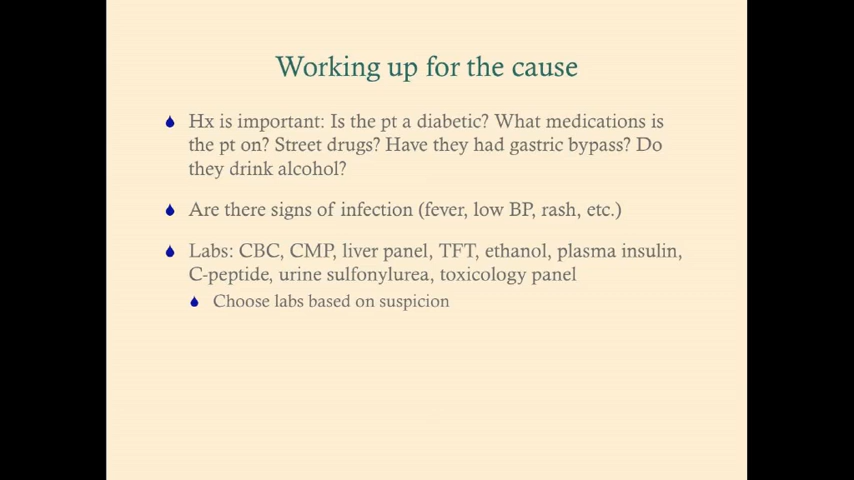 Working up for the cause
Hx is important: Is the pt a diabetic? What medications is
the pt on? Street drugs? Have they had gastric bypass? Do
they drink alcohol?
Are there signs of infection (fever, low BP, rash, etc.)
Labs: CBC, CMP, liver panel, TFT, ethanol, plasma insulin,
C-peptide, urine sulfonylurea, toxicology panel
Choose labs based on suspicion